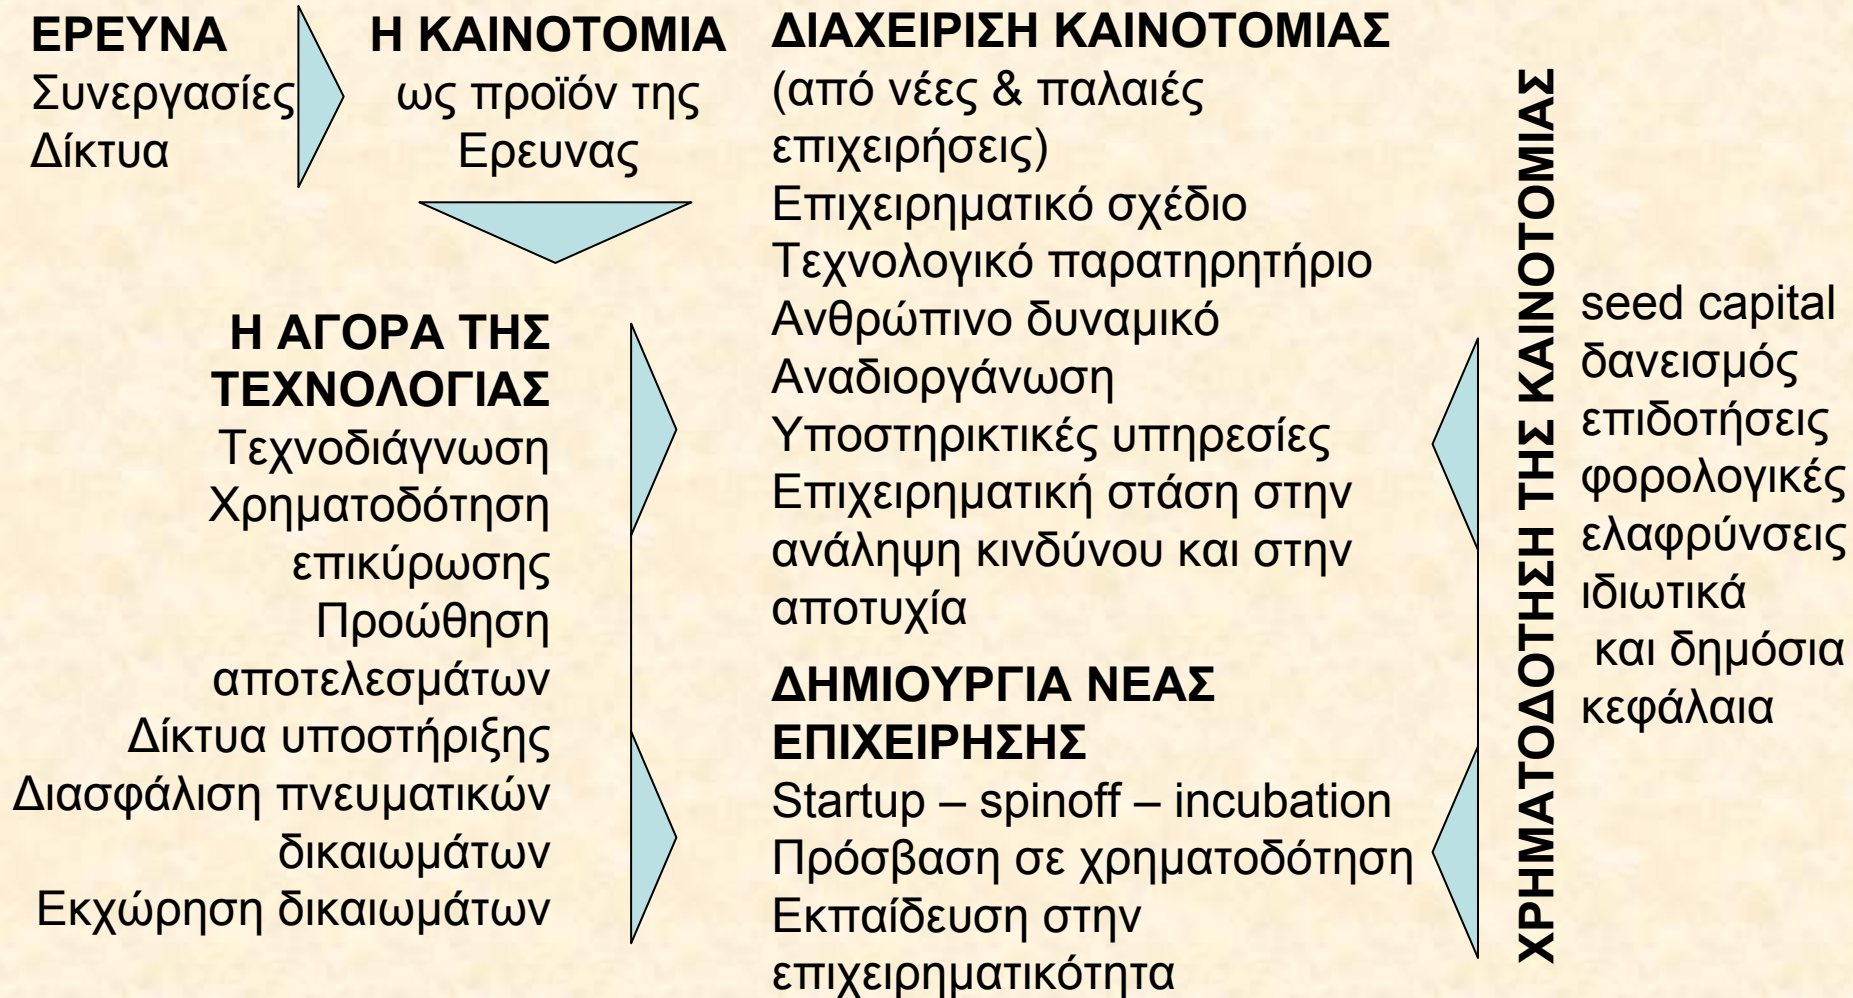 ΕΡΕΥΝΑ
Συνεργασίες
Δίκτυα
Η ΚΑΙΝΟΤΟΜΙΑ
ως προϊόν της
Ερευνας
Η ΑΓΟΡΑ ΤΗΣ
ΤΕΧΝΟΛΟΓΙΑΣ
Τεχνοδιάγνωση
Χρηματοδότηση
επικύρωσης
Προώθηση
αποτελεσμάτων
Δίκτυα υποστήριξης
Διασφάλιση πνευματικών
δικαιωμάτων
Εκχώρηση δικαιωμάτων
ΔΙΑΧΕΙΡΙΣΗ ΚΑΙΝΟΤΟΜΙΑΣ
(από νέες & παλαιές
επιχειρήσεις)
Επιχειρηματικό σχέδιο
Τεχνολογικό παρατηρητήριο
Ανθρώπινο δυναμικό
Αναδιοργάνωση
Υποστηρικτικές υπηρεσίες
Επιχειρηματική στάση στην
ανάληψη κινδύνου και στην
αποτυχία
ΔΗΜΙΟΥΡΓΙΑ ΝΕΑΣ
ΕΠΙΧΕΙΡΗΣΗΣ
Startup – spinoff – incubation
Πρόσβαση σε χρηματοδότηση
Εκπαίδευση στην
επιχειρηματικότητα
ΧΡΗΜΑΤΟΔΟΤΗΣΗ ΤΗΣ ΚΑΙΝΟΤΟΜΙΑΣ
seed capital
δανεισμός
επιδοτήσεις
φορολογικές
ελαφρύνσεις
ιδιωτικά
και δημόσια
κεφάλαια